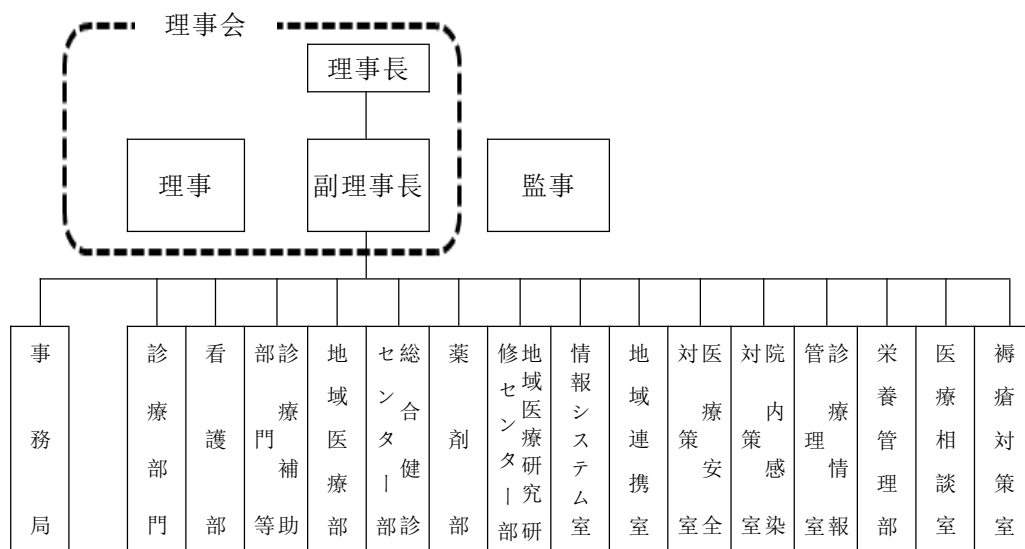 理事会
理事長
理事
副理事長
監事
事務局
診療部門
看護部
診療補助
部門等
地域医療部
総合健診
センター部
薬剤部
地域医療研究研
修センター部
情報システム室
地域連携室
医療安全
対策室
院内感染
対策室
診療情報
管理室
栄養管理部
医療相談室
褥瘡対策室